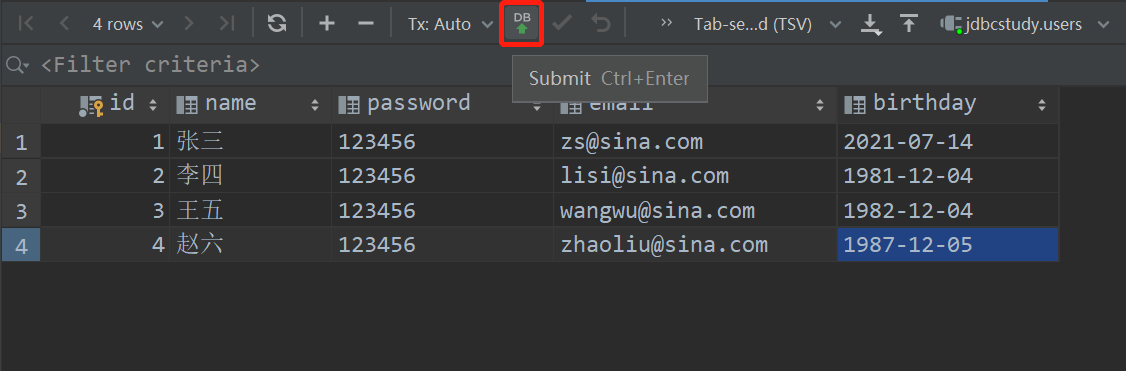 4 rows Tx: Auto DB Tab-se...d (TSV) jdbcstudy.users
<Filter criteria>
Submit Ctrl+Enter
id name password email birthday
1 1 张三 123456 zs@sina.com 2021-07-14
2 2 李四 123456 lisi@sina.com 1981-12-04
3 3 王五 123456 wangwu@sina.com 1982-12-04
4 4 赵六 123456 zhaoliu@sina.com 1987-12-05